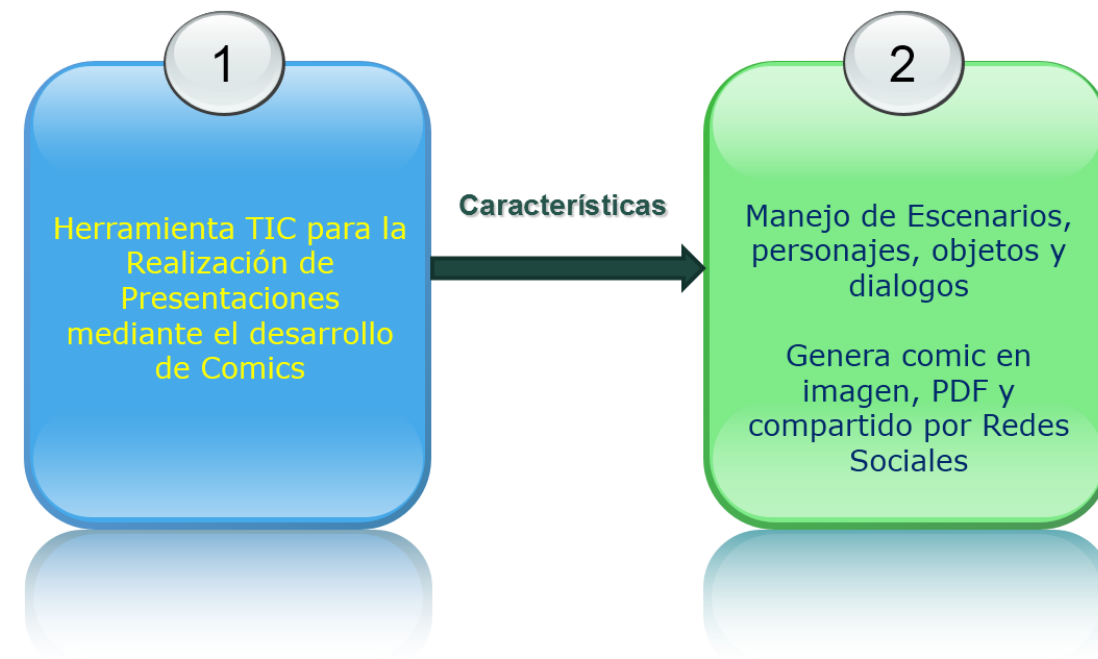 1
Herramienta TIC para la
Realización de
Presentaciones
mediante el desarrollo
de Comics
Característicás
2
Manejo de Escenarios,
personajes, objetos y
dialogos
Genera comic en
imagen, PDF y
compartido por Redes
Sociales